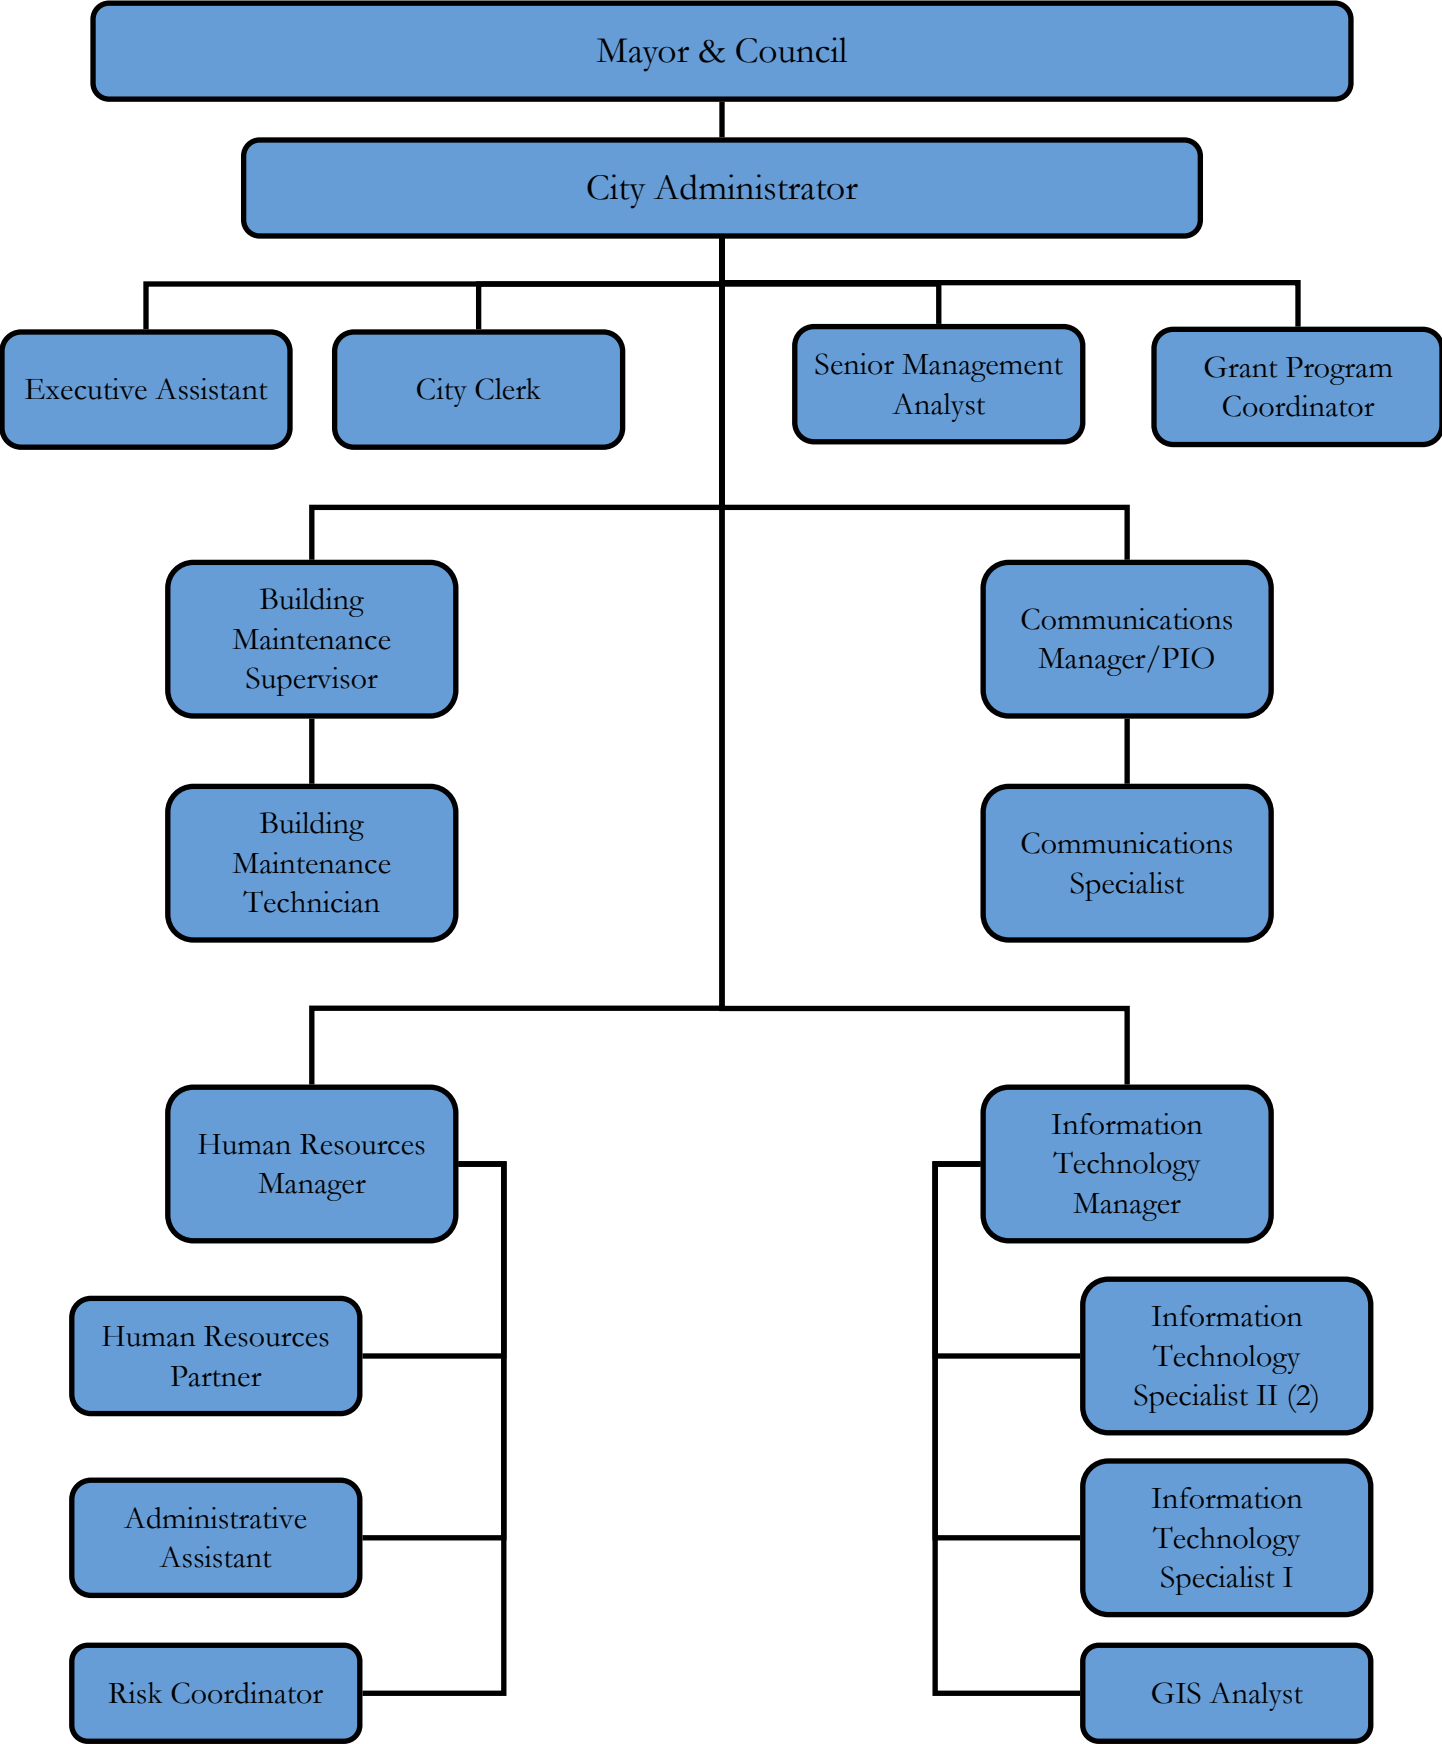 Mayor & Council
City Administrator
Executive Assistant
City Clerk
Senior Management
Analyst
Grant Program
Coordinator
Building
Maintenance
Supervisor
Communications
Manager/PIO
Building
Maintenance
Technician
Communications
Specialist
Human Resources
Manager
Information
Technology
Manager
Human Resources
Partner
Information
Technology
Specialist II (2)
Administrative
Assistant
Information
Technology
Specialist I
Risk Coordinator
GIS Analyst